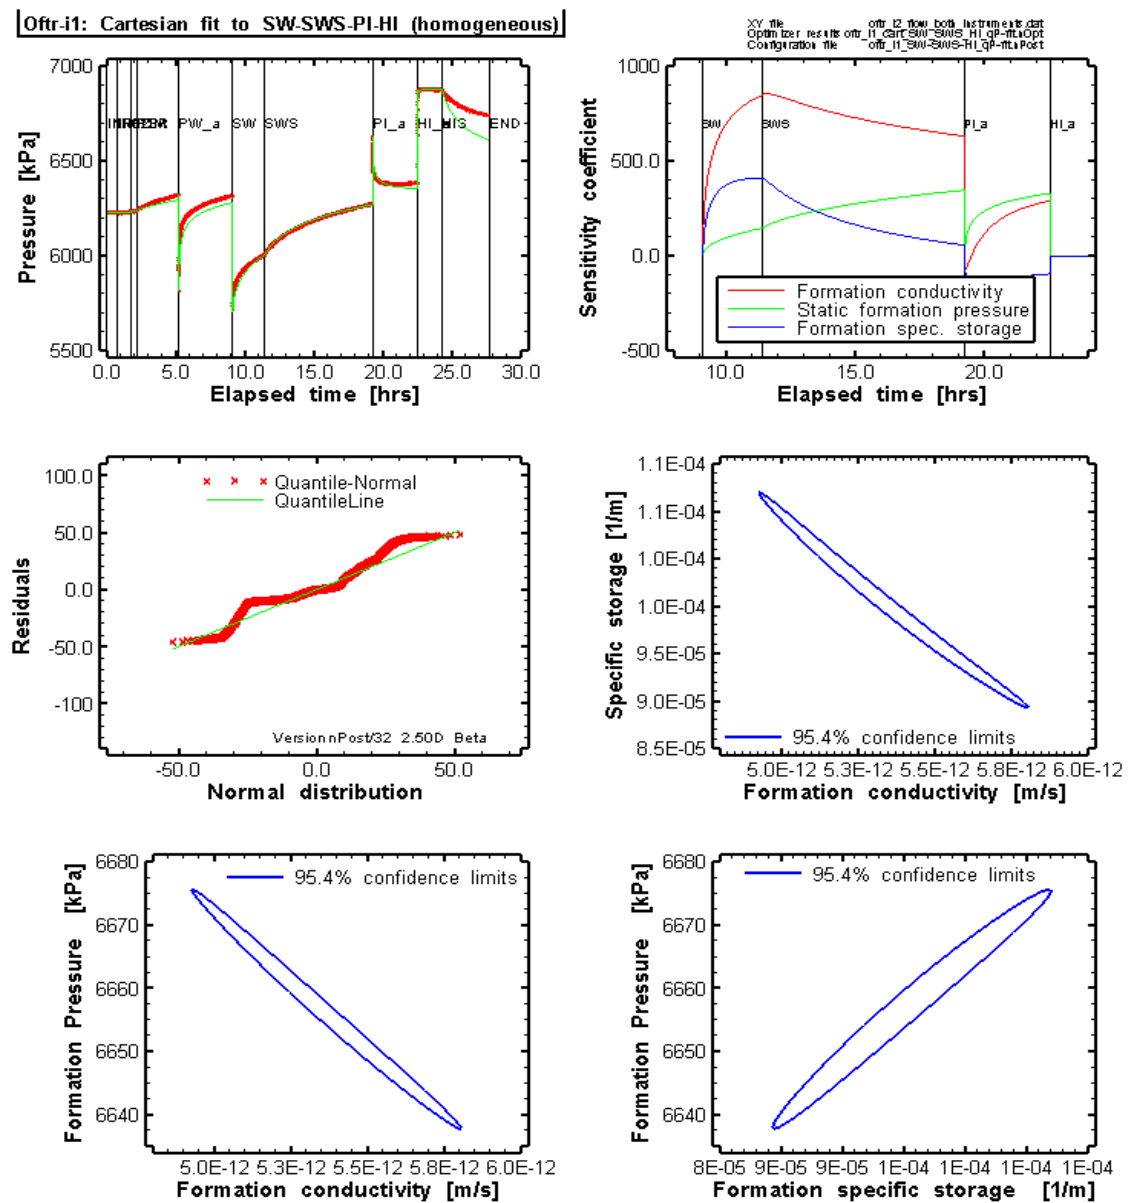 Oftr-i1: Cartesian fit to SW-SWS-PI-HI (homogeneous)
XY file oftr_i2_flow_both_instruments.dat
Optimizer results
Configuration file
7000
6500
6000
5500
Pressure [kPa]
PW_a SW SWS PI_a END
0.0 5.0 10.0 15.0 20.0 25.0 30.0
Elapsed time [hrs]
1000
500.0
0.0
-500
Sensitivity coefficient
SW SWS PI_a HI_a
Formation conductivity
Static formation pressure
Formation spec. storage
10.0 15.0 20.0
Elapsed time [hrs]
100.0
50.0
0.0
-50.0
-100
Residuals
Quantile-Normal
QuantileLine
VersionnPost/32 2.50D Beta
-50.0 0.0 50.0
Normal distribution
1.1E-04
1.1E-04
1.0E-04
1.0E-04
9.5E-05
9.0E-05
8.5E-05
Specific storage [1/m]
95.4% confidence limits
5.0E-12 5.3E-12 5.5E-12 5.8E-12 6.0E-12
Formation conductivity [m/s]
6680
6670
6660
6650
6640
Formation Pressure [kPa]
95.4% confidence limits
5.0E-12 5.3E-12 5.5E-12 5.8E-12 6.0E-12
Formation conductivity [m/s]
6680
6670
6660
6650
6640
Formation Pressure [kPa]
95.4% confidence limits
8E-05 9E-05 9E-05 1E-04 1E-04 1E-04 1E-04
Formation specific storage [1/m]